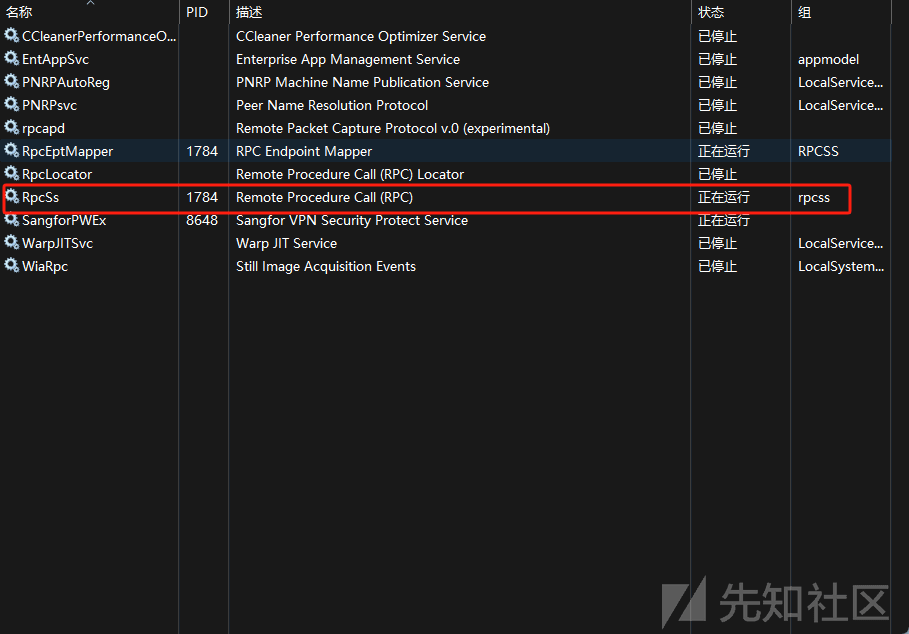 名称 PID 描述 状态 组
CCleanerPerformanceO... CCleaner Performance Optimizer Service 已停止
EntAppSvc Enterprise App Management Service 已停止 appmodel
PNRPAutoReg PNRP Machine Name Publication Service 已停止 LocalService...
PNRPsvc Peer Name Resolution Protocol 已停止 LocalService...
rpcapd Remote Packet Capture Protocol v.0 (experimental) 已停止
RpcEptMapper 1784 RPC Endpoint Mapper 正在运行 RPCSS
RpcLocator Remote Procedure Call (RPC) Locator 已停止
RpcSs 1784 Remote Procedure Call (RPC) 正在运行 rpcss
SangforPWEx 8648 Sangfor VPN Security Protect Service 正在运行
WarpJITSvc Warp JIT Service 已停止 LocalService...
WiaRpc Still Image Acquisition Events 已停止 LocalSystem...
先知社区